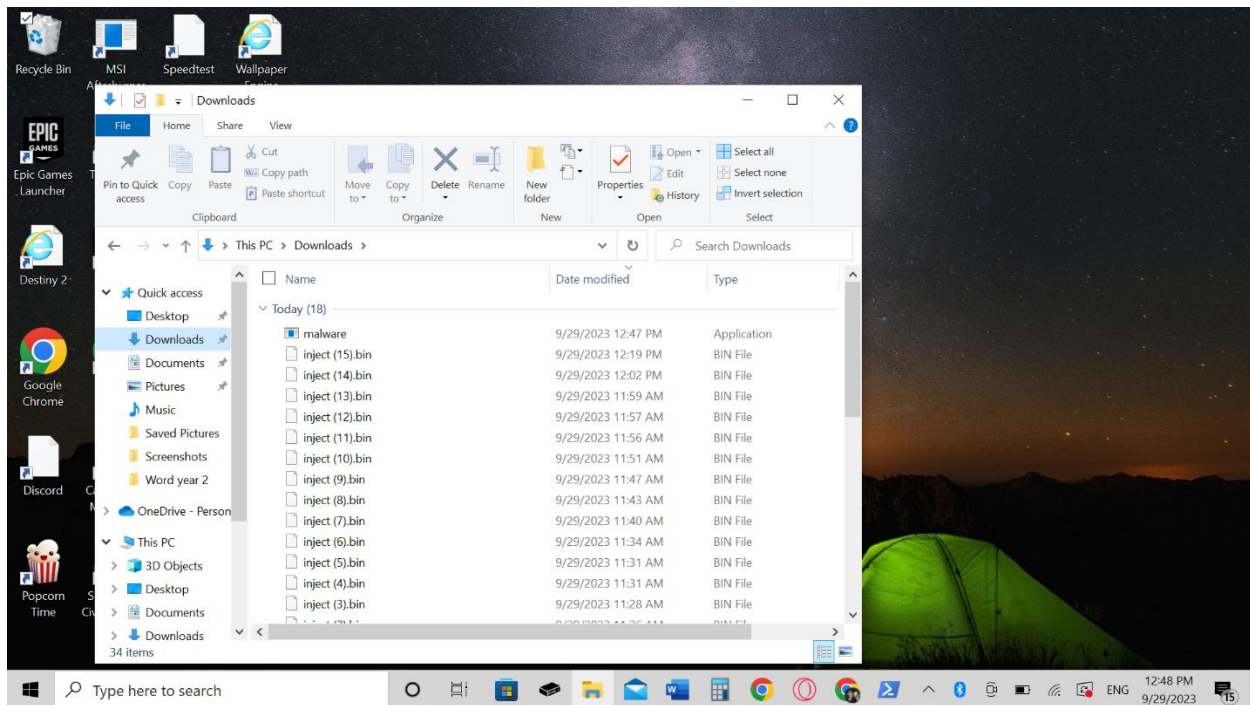 Recycle Bin
MSI
Speedtest
Wallpaper
Downloads
File
Home
Share
View
EPIC
GAMES
Epic Games
Launcher
Pin to Quick
access
Copy
Paste
Cut
Copy path
Paste shortcut
Move
to
Copy
to
Delete
Rename
New
folder
Properties
Open
Edit
History
Select all
Select none
Invert selection
Clipboard
Organize
New
Open
Select
This PC > Downloads >
Search Downloads
Destiny 2
Google
Chrome
Discord
Popcorn
Time
Quick access
Desktop
Downloads
Documents
Pictures
Music
Saved Pictures
Screenshots
Word year 2
OneDrive - Person
This PC
3D Objects
Desktop
Documents
Downloads
Name Date modified Type
Today (18)
malware 9/29/2023 12:47 PM Application
inject (15).bin 9/29/2023 12:19 PM BIN File
inject (14).bin 9/29/2023 12:02 PM BIN File
inject (13).bin 9/29/2023 11:59 AM BIN File
inject (12).bin 9/29/2023 11:57 AM BIN File
inject (11).bin 9/29/2023 11:56 AM BIN File
inject (10).bin 9/29/2023 11:51 AM BIN File
inject (9).bin 9/29/2023 11:47 AM BIN File
inject (8).bin 9/29/2023 11:43 AM BIN File
inject (7).bin 9/29/2023 11:40 AM BIN File
inject (6).bin 9/29/2023 11:34 AM BIN File
inject (5).bin 9/29/2023 11:31 AM BIN File
inject (4).bin 9/29/2023 11:31 AM BIN File
inject (3).bin 9/29/2023 11:28 AM BIN File
34 items
Type here to search
ENG
12:48 PM
9/29/2023
15